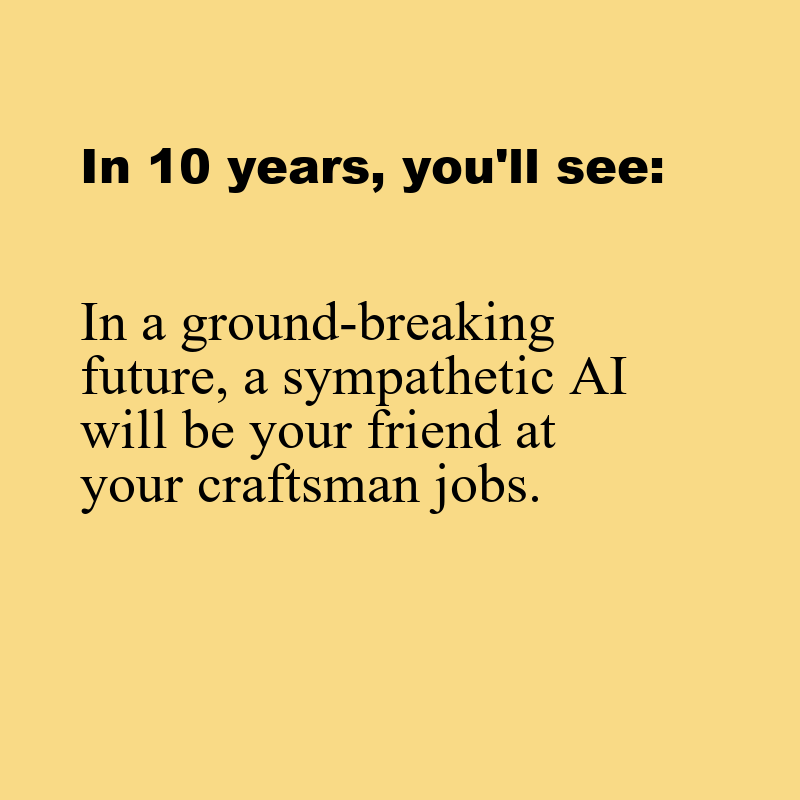 In 10 years, you'll see:
In a ground-breaking
future, a sympathetic AI
will be your friend at
your craftsman jobs.